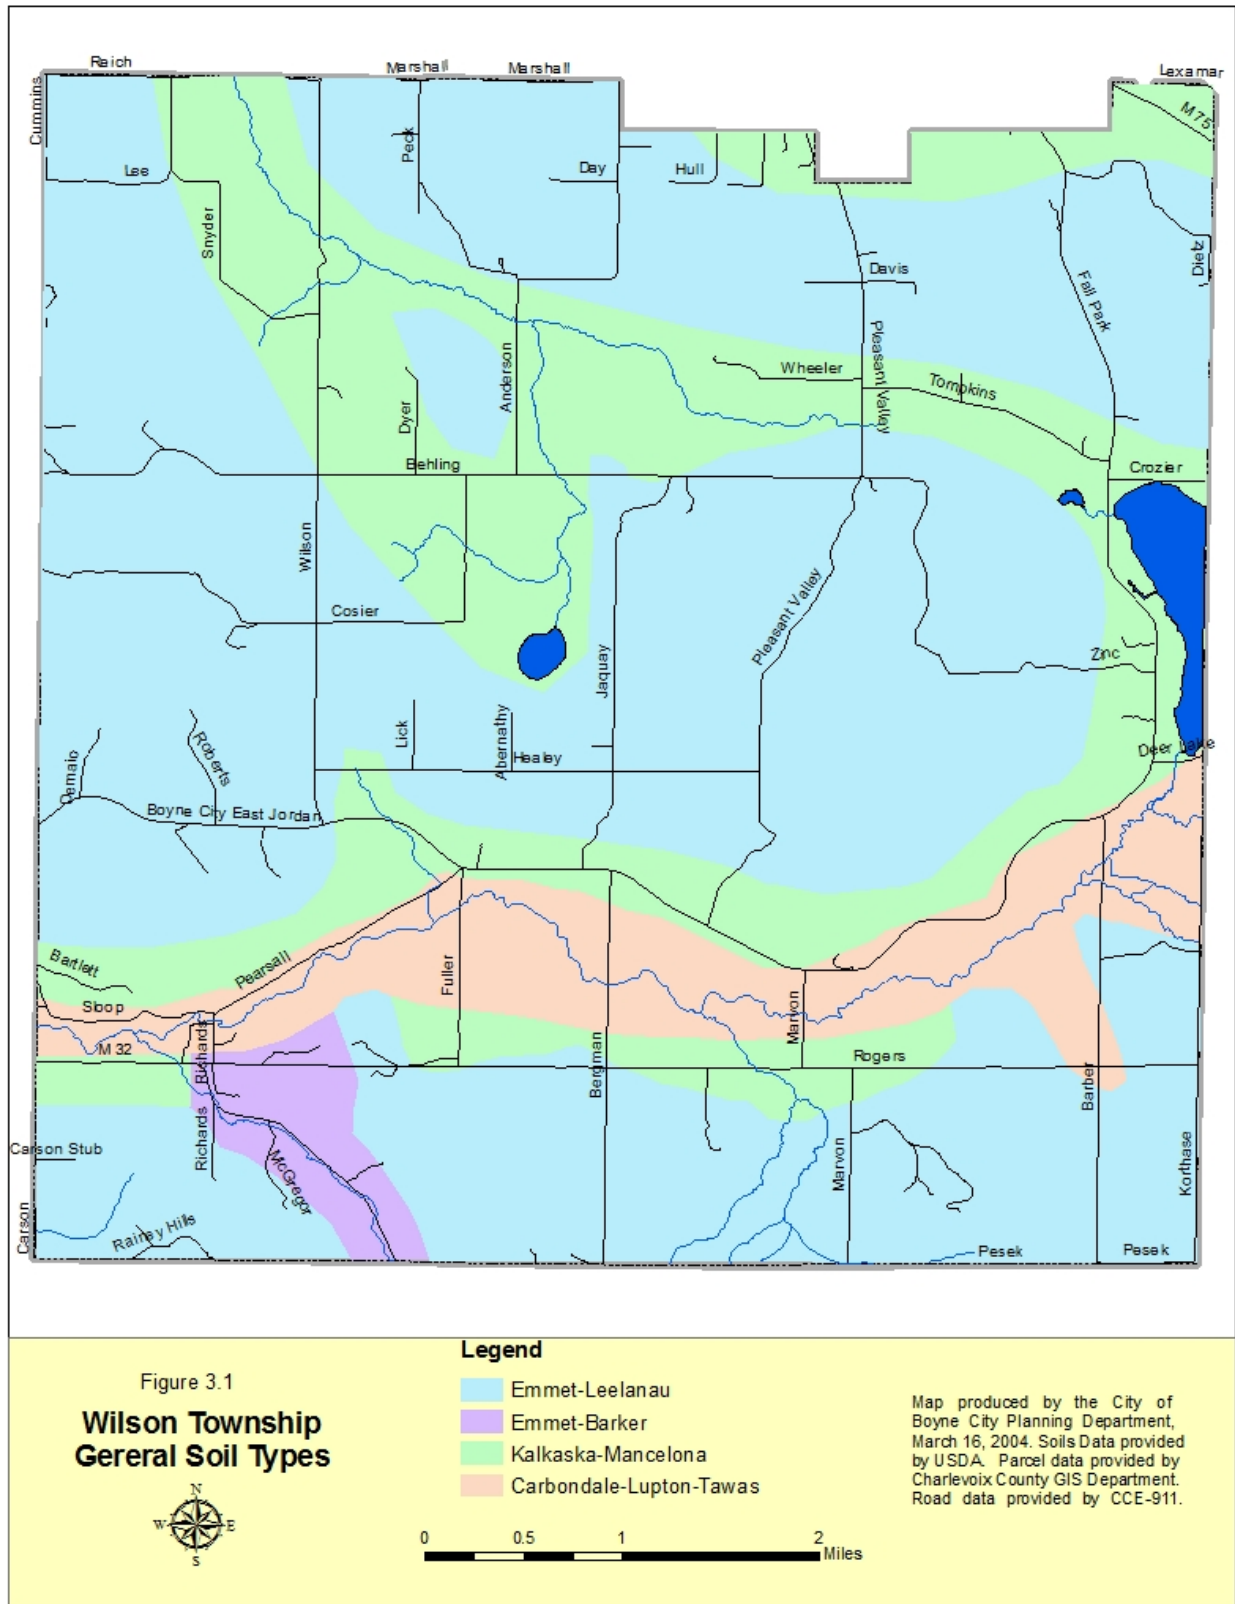 Raich
Marshall
Marshall
Lexamar
Cummins
M 75
Peck
Lee
Day
Hull
Snyder
Dietz
Davis
Fall Park
Pleasant Valley
Anderson
Wheeler
Tompkins
Dyer
Behling
Crozier
Wilson
Pleasant Valley
Cosier
Jaquay
Zinc
Lick
Abernathy
Roberts
Demaio
Healey
Deer Lake
Boyne City East Jordan
Bartlett
Pearsall
Fuller
Sloop
Marvon
Richards
M 32
Rogers
Bergman
Barber
Richards
Carson Stub
McGregor
Marvon
Korthase
Carson
Rainey Hills
Pesek
Pesek
Legend
Emmet-Leelanau
Emmet-Barker
Kalkaska-Mancelona
Carbondale-Lupton-Tawas
Figure 3.1
Wilson Township
Gereral Soil Types
N
W
E
S
0
0.5
1
2
Miles
Map produced by the City of
Boyne City Planning Department,
March 16, 2004. Soils Data provided
by USDA. Parcel data provided by
Charlevoix County GIS Department.
Road data provided by CCE-911.